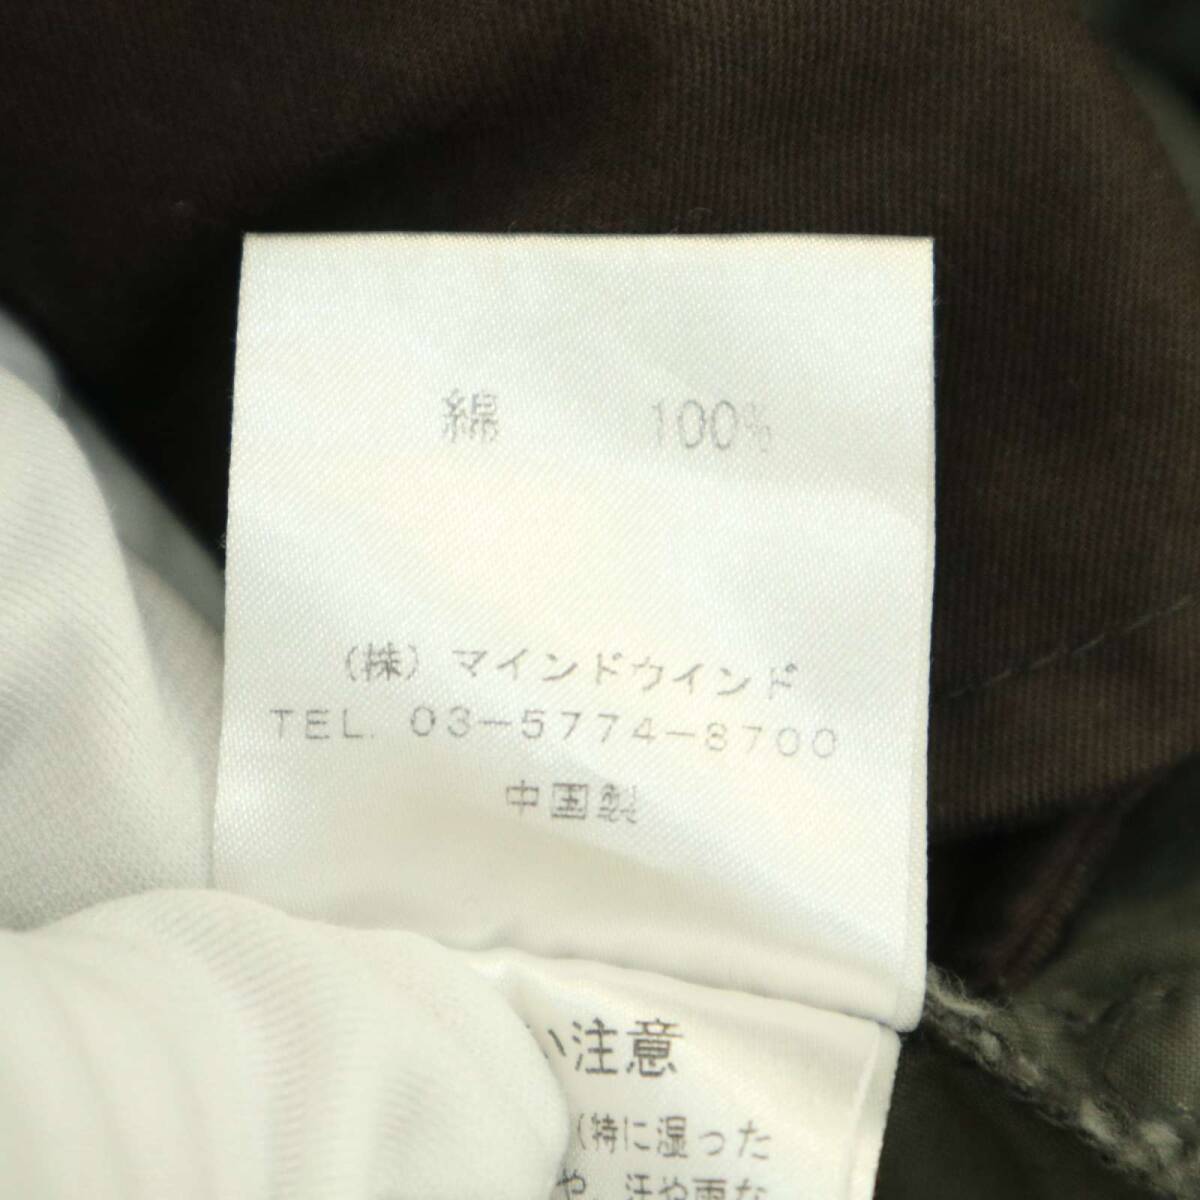 綿 100%
(株) マインドウインド
TEL. 03-5774-8700
中国製
い注意
(特に湿った
や、汗や雨な